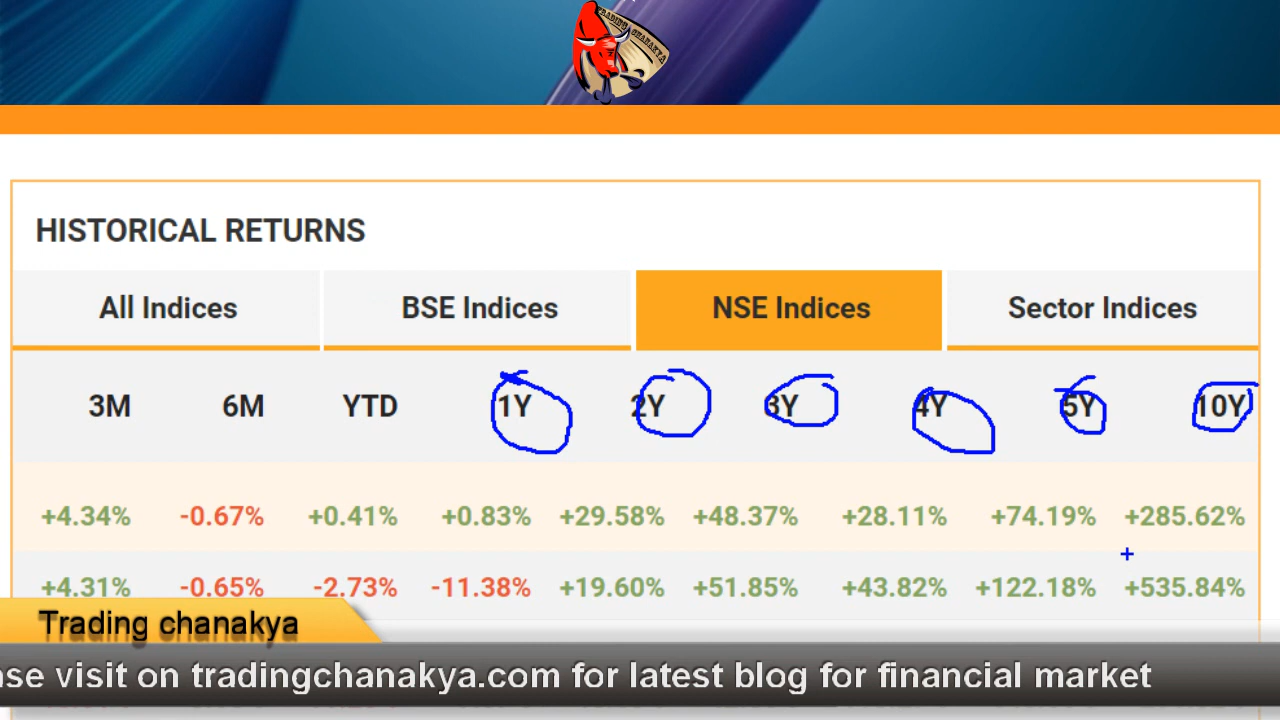 TRADING CHANAKYA
HISTORICAL RETURNS
All Indices BSE Indices NSE Indices Sector Indices
3M 6M YTD 1Y 2Y 3Y 4Y 5Y 10Y
+4.34% -0.67% +0.41% +0.83% +29.58% +48.37% +28.11% +74.19% +285.62%
+4.31% -0.65% -2.73% -11.38% +19.60% +51.85% +43.82% +122.18% +535.84%
Trading chanakya
se visit on tradingchanakya.com for latest blog for financial market